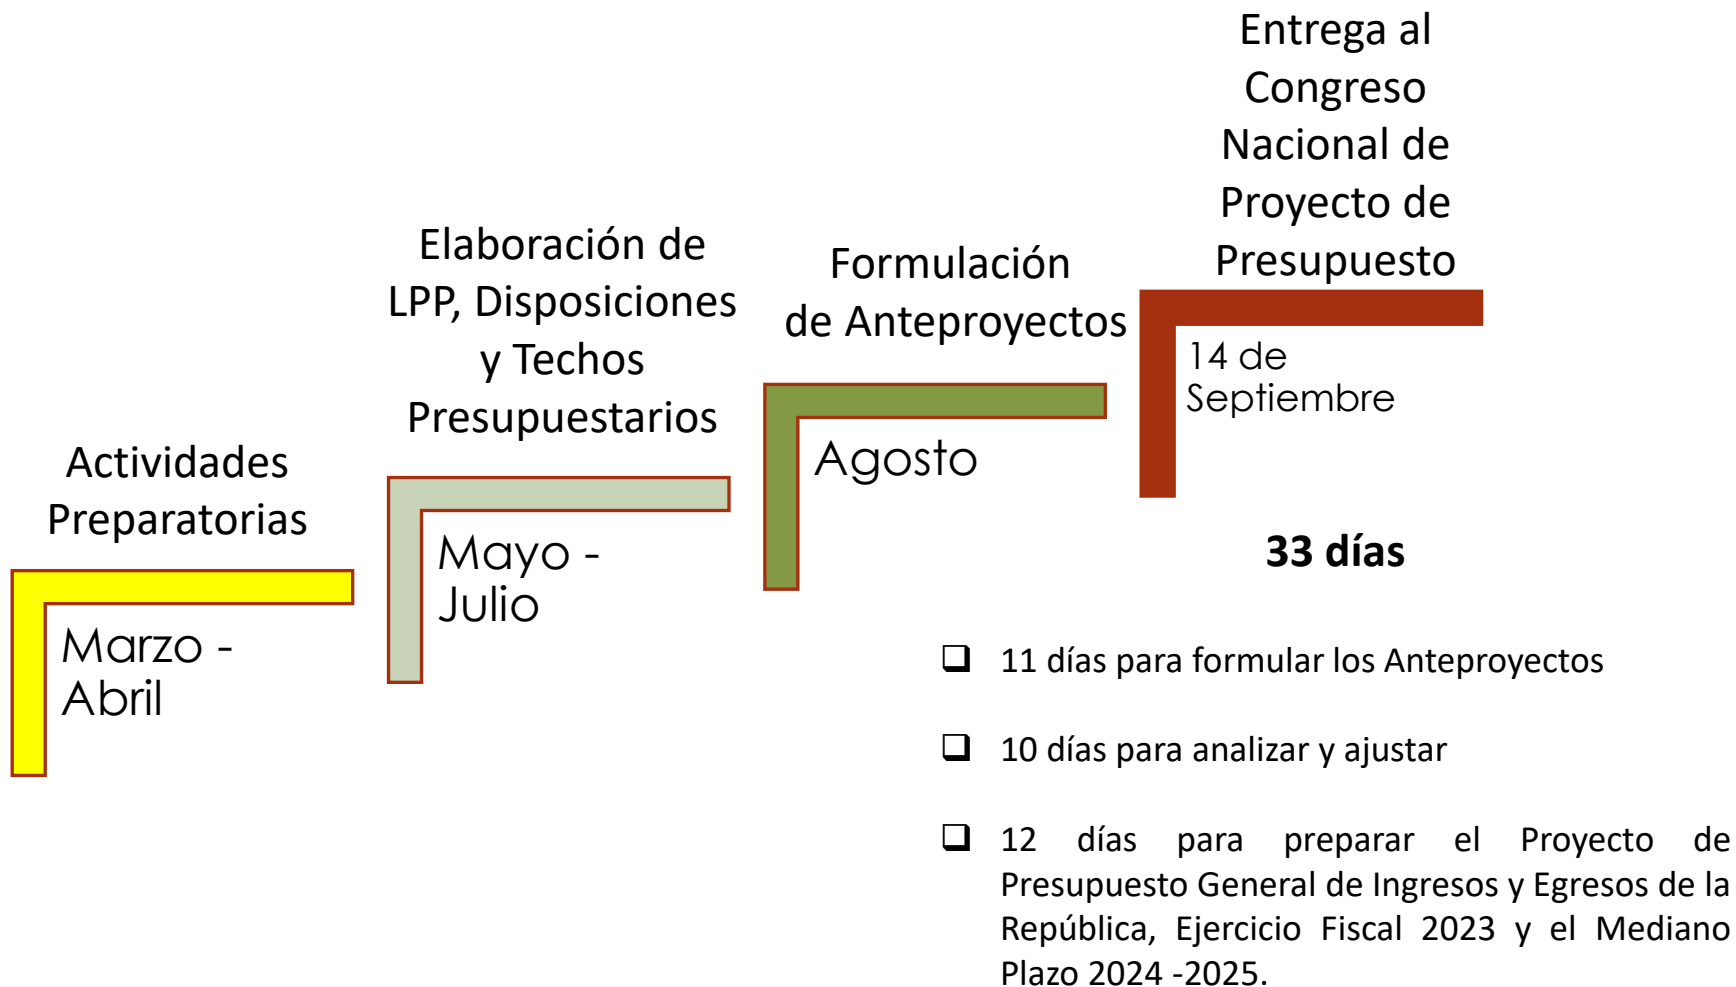 Actividades
Preparatorias
Marzo -
Abril
Elaboración de
LPP, Disposiciones
y Techos
Presupuestarios
Mayo -
Julio
Formulación
de Anteproyectos
Agosto
Entrega al
Congreso
Nacional de
Proyecto de
Presupuesto
14 de
Septiembre
33 días
❑ 11 días para formular los Anteproyectos
❑ 10 días para analizar y ajustar
❑ 12 días para preparar el Proyecto de
Presupuesto General de Ingresos y Egresos de la
República, Ejercicio Fiscal 2023 y el Mediano
Plazo 2024 -2025.